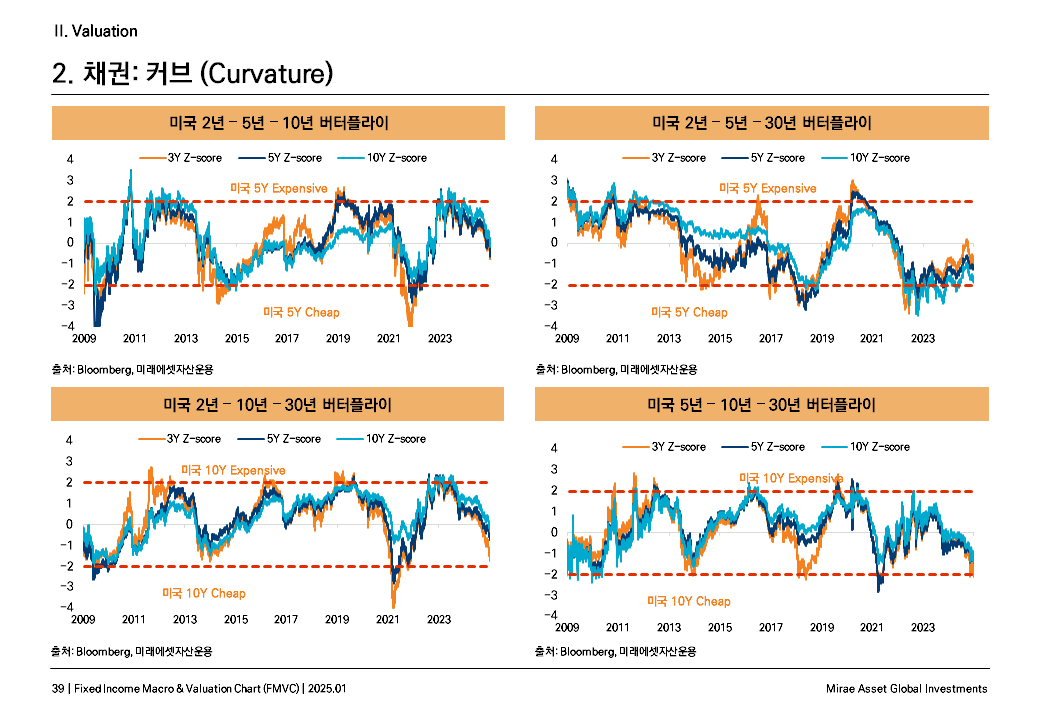 II. Valuation
2. 채권: 커브 (Curvature)
미국 2년 – 5년 – 10년 버터플라이
3Y Z-score 5Y Z-score 10Y Z-score
미국 5Y Expensive
4
3
2
1
0
−1
−2
−3
−4
미국 5Y Cheap
2009 2011 2013 2015 2017 2019 2021 2023
출처: Bloomberg, 미래에셋자산운용
미국 2년 – 5년 – 30년 버터플라이
3Y Z-score 5Y Z-score 10Y Z-score
미국 5Y Expensive
4
3
2
1
0
−1
−2
−3
−4
미국 5Y Cheap
2009 2011 2013 2015 2017 2019 2021 2023
출처: Bloomberg, 미래에셋자산운용
미국 2년 – 10년 – 30년 버터플라이
3Y Z-score 5Y Z-score 10Y Z-score
미국 10Y Expensive
4
3
2
1
0
−1
−2
−3
−4
미국 10Y Cheap
2009 2011 2013 2015 2017 2019 2021 2023
출처: Bloomberg, 미래에셋자산운용
미국 5년 – 10년 – 30년 버터플라이
3Y Z-score 5Y Z-score 10Y Z-score
미국 10Y Expensive
4
3
2
1
0
−1
−2
−3
−4
미국 10Y Cheap
2009 2011 2013 2015 2017 2019 2021 2023
출처: Bloomberg, 미래에셋자산운용
39 | Fixed Income Macro & Valuation Chart (FMVC) | 2025.01
Mirae Asset Global Investments